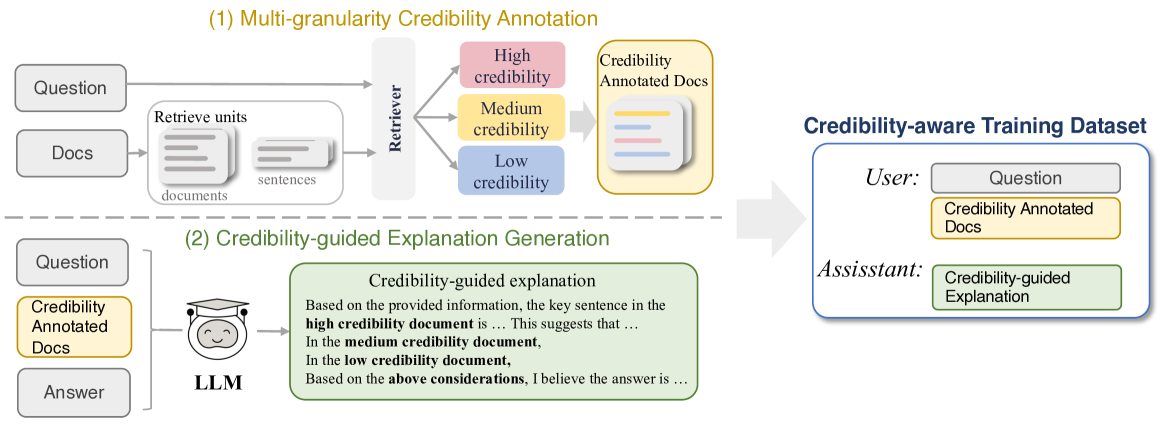 (1) Multi-granularity Credibility Annotation
Question
Docs
Retrieve units
documents
sentences
Retriever
High
credibility
Medium
credibility
Low
credibility
Credibility
Annotated Docs
(2) Credibility-guided Explanation Generation
Question
Credibility
Annotated
Docs
Answer
LLM
Credibility-guided explanation
Based on the provided information, the key sentence in the
high credibility document is … This suggests that …
In the medium credibility document,
In the low credibility document,
Based on the above considerations, I believe the answer is …
Credibility-aware Training Dataset
User:
Question
Credibility Annotated
Docs
Assisstant:
Credibility-guided
Explanation